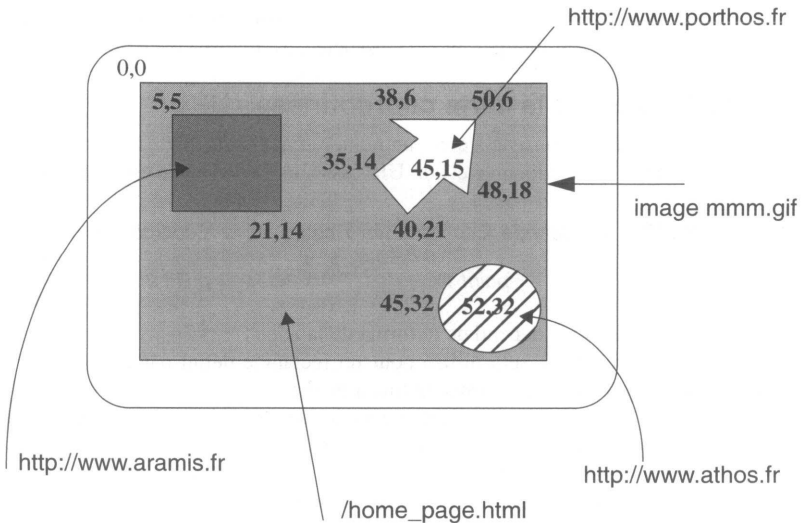 http://www.porthos.fr
0,0
5,5
38,6
50,6
35,14
45,15
48,18
image mmm.gif
21,14
40,21
45,32
52,32
http://www.aramis.fr
http://www.athos.fr
/home_page.html